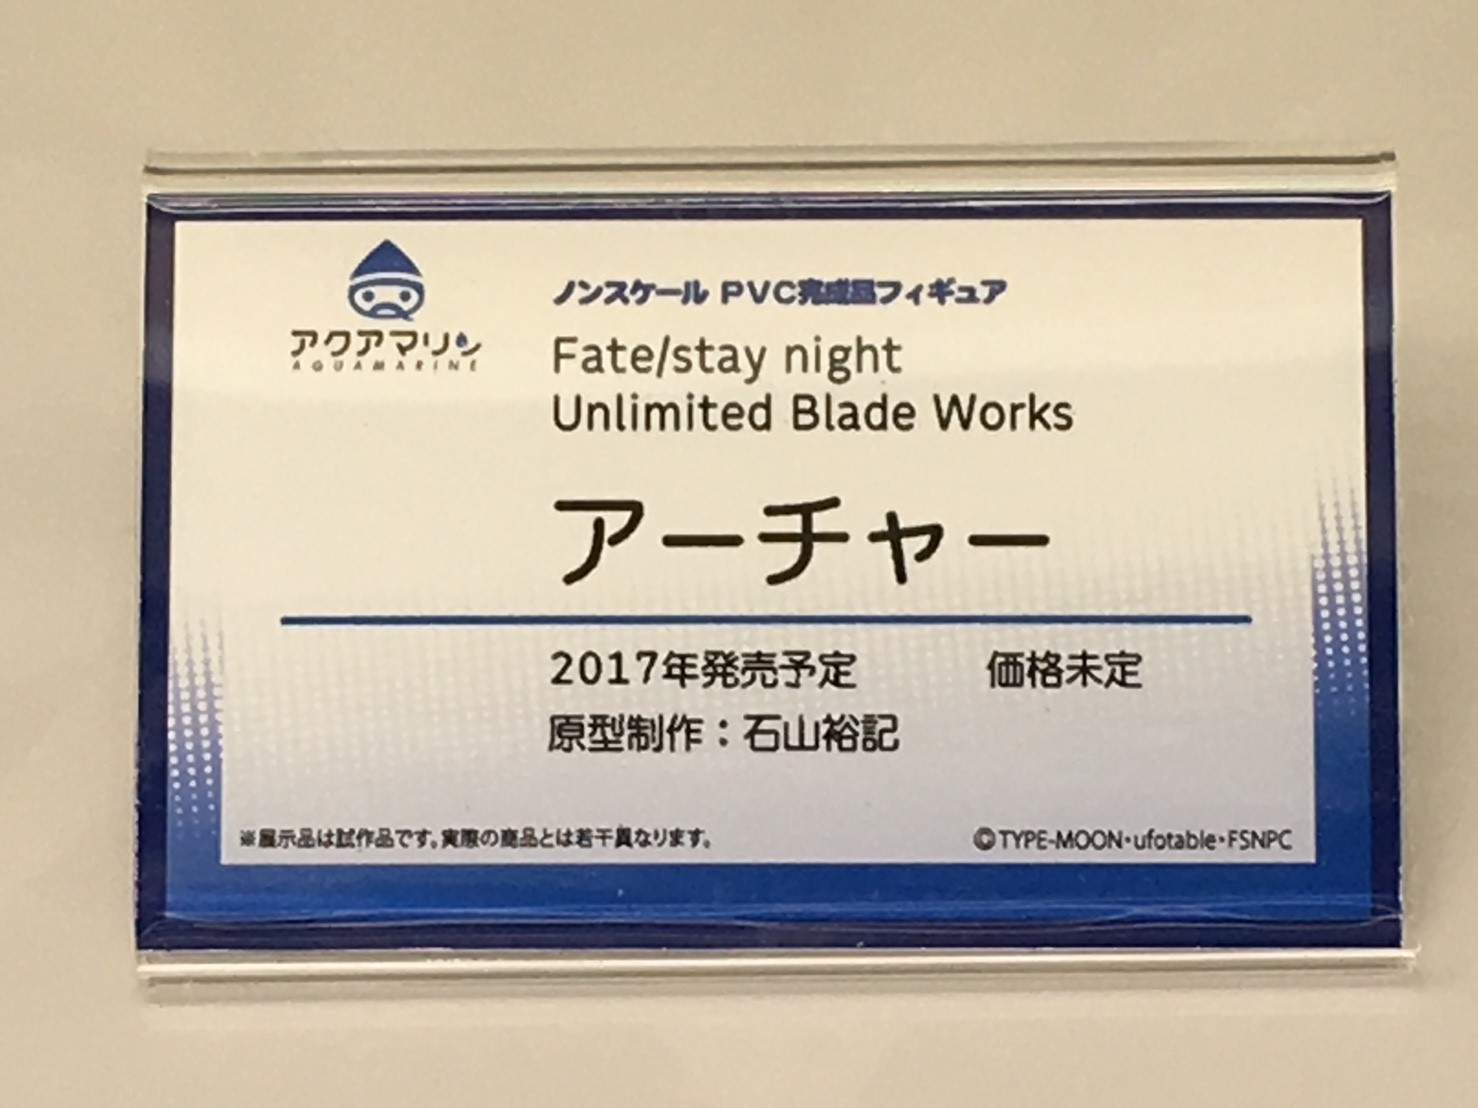 アクアマリン
AQUAMARINE
ノンスケール PVC完成品フィギュア
Fate/stay night
Unlimited Blade Works
アーチャー
2017年発売予定 価格未定
原型制作：石山裕記
※展示品は試作品です。実際の商品とは若干異なります。
©TYPE-MOON・ufotable・FSNPC